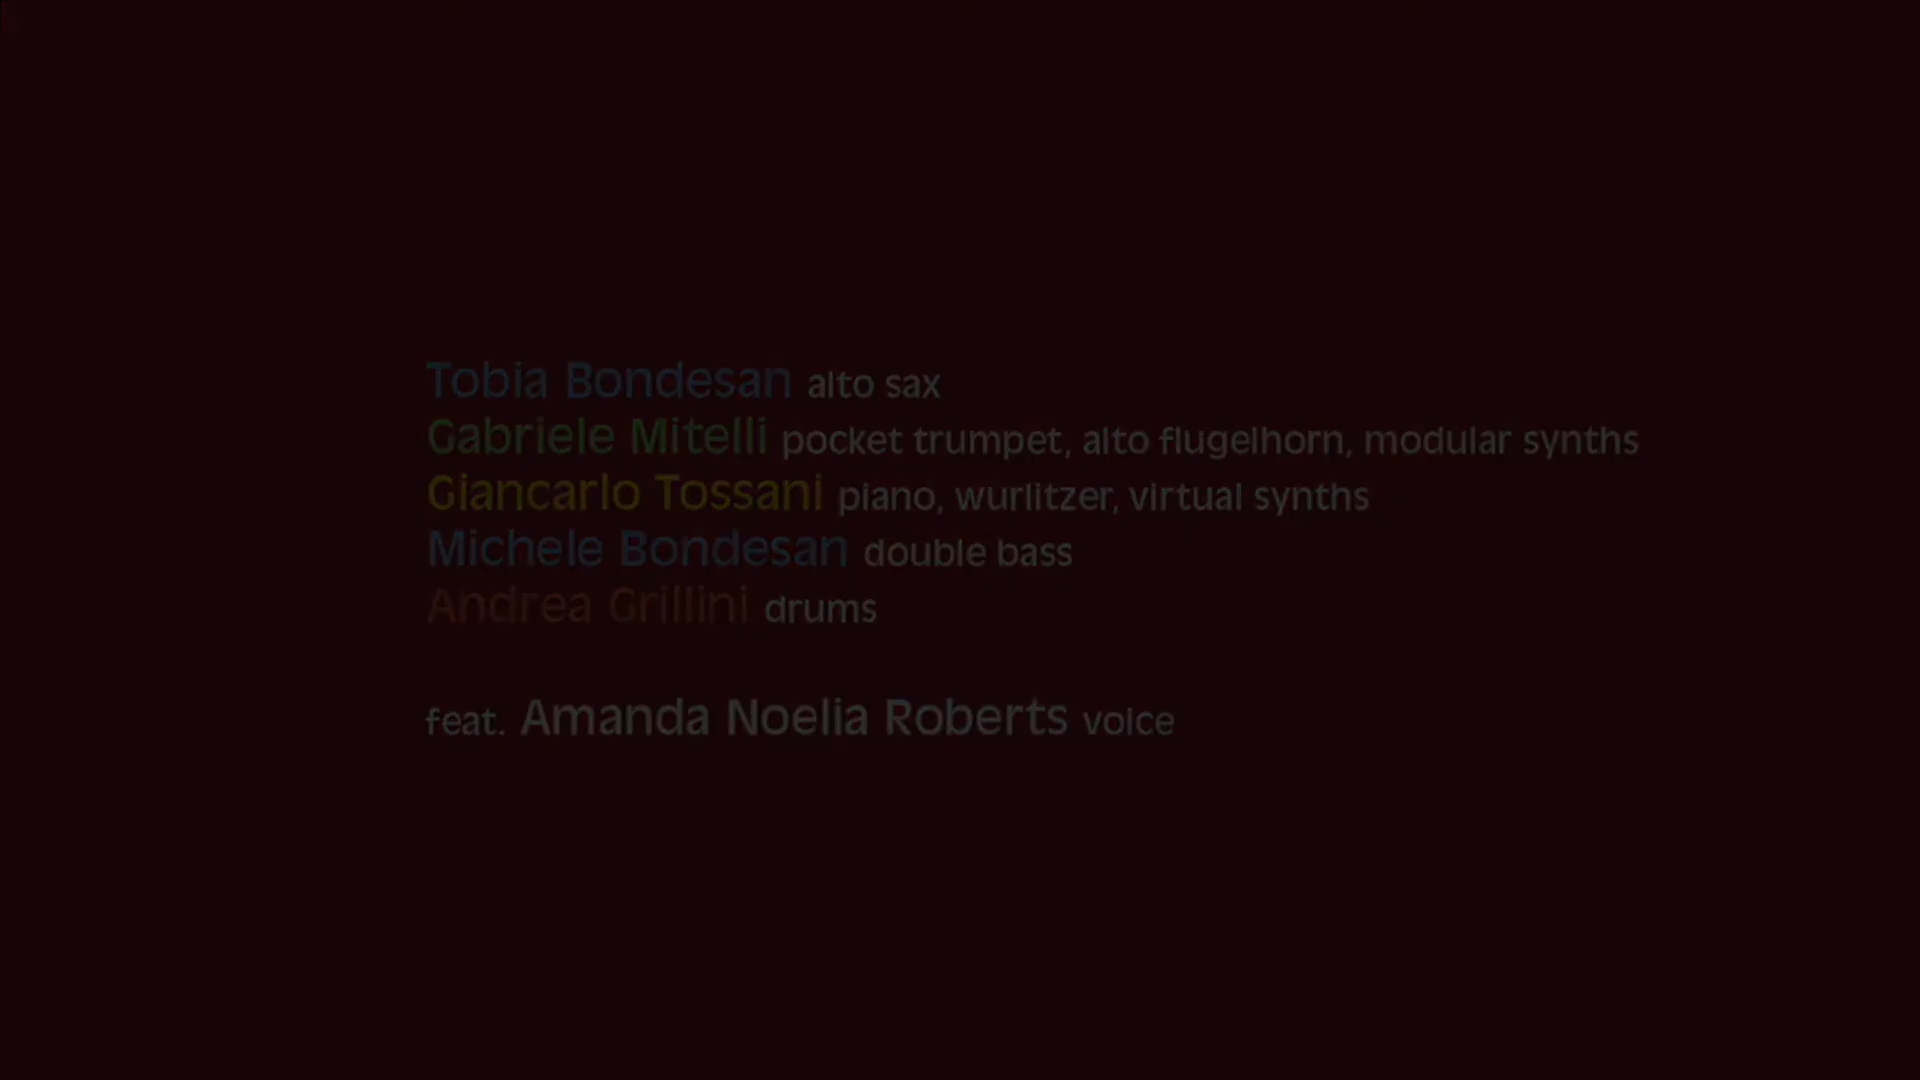 Tobia Bondesan alto sax
Gabriele Mitelli pocket trumpet, alto flugelhorn, modular synths
Giancarlo Tossani piano, wurlitzer, virtual synths
Michele Bondesan double bass
Andrea Grillini drums
feat. Amanda Noelia Roberts voice